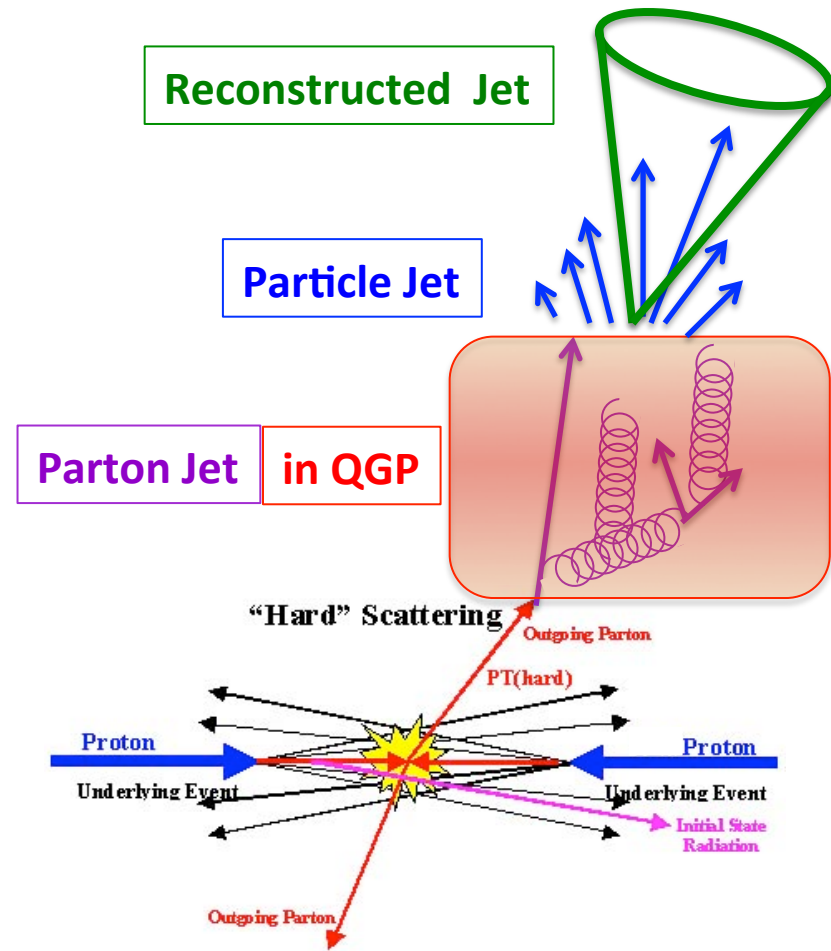 Reconstructed Jet
Particle Jet
Parton Jet in QGP
“Hard” Scattering
Outgoing Parton
PT(hard)
Proton
Proton
Underlying Event
Underlying Event
Initial State
Radiation
Outgoing Parton